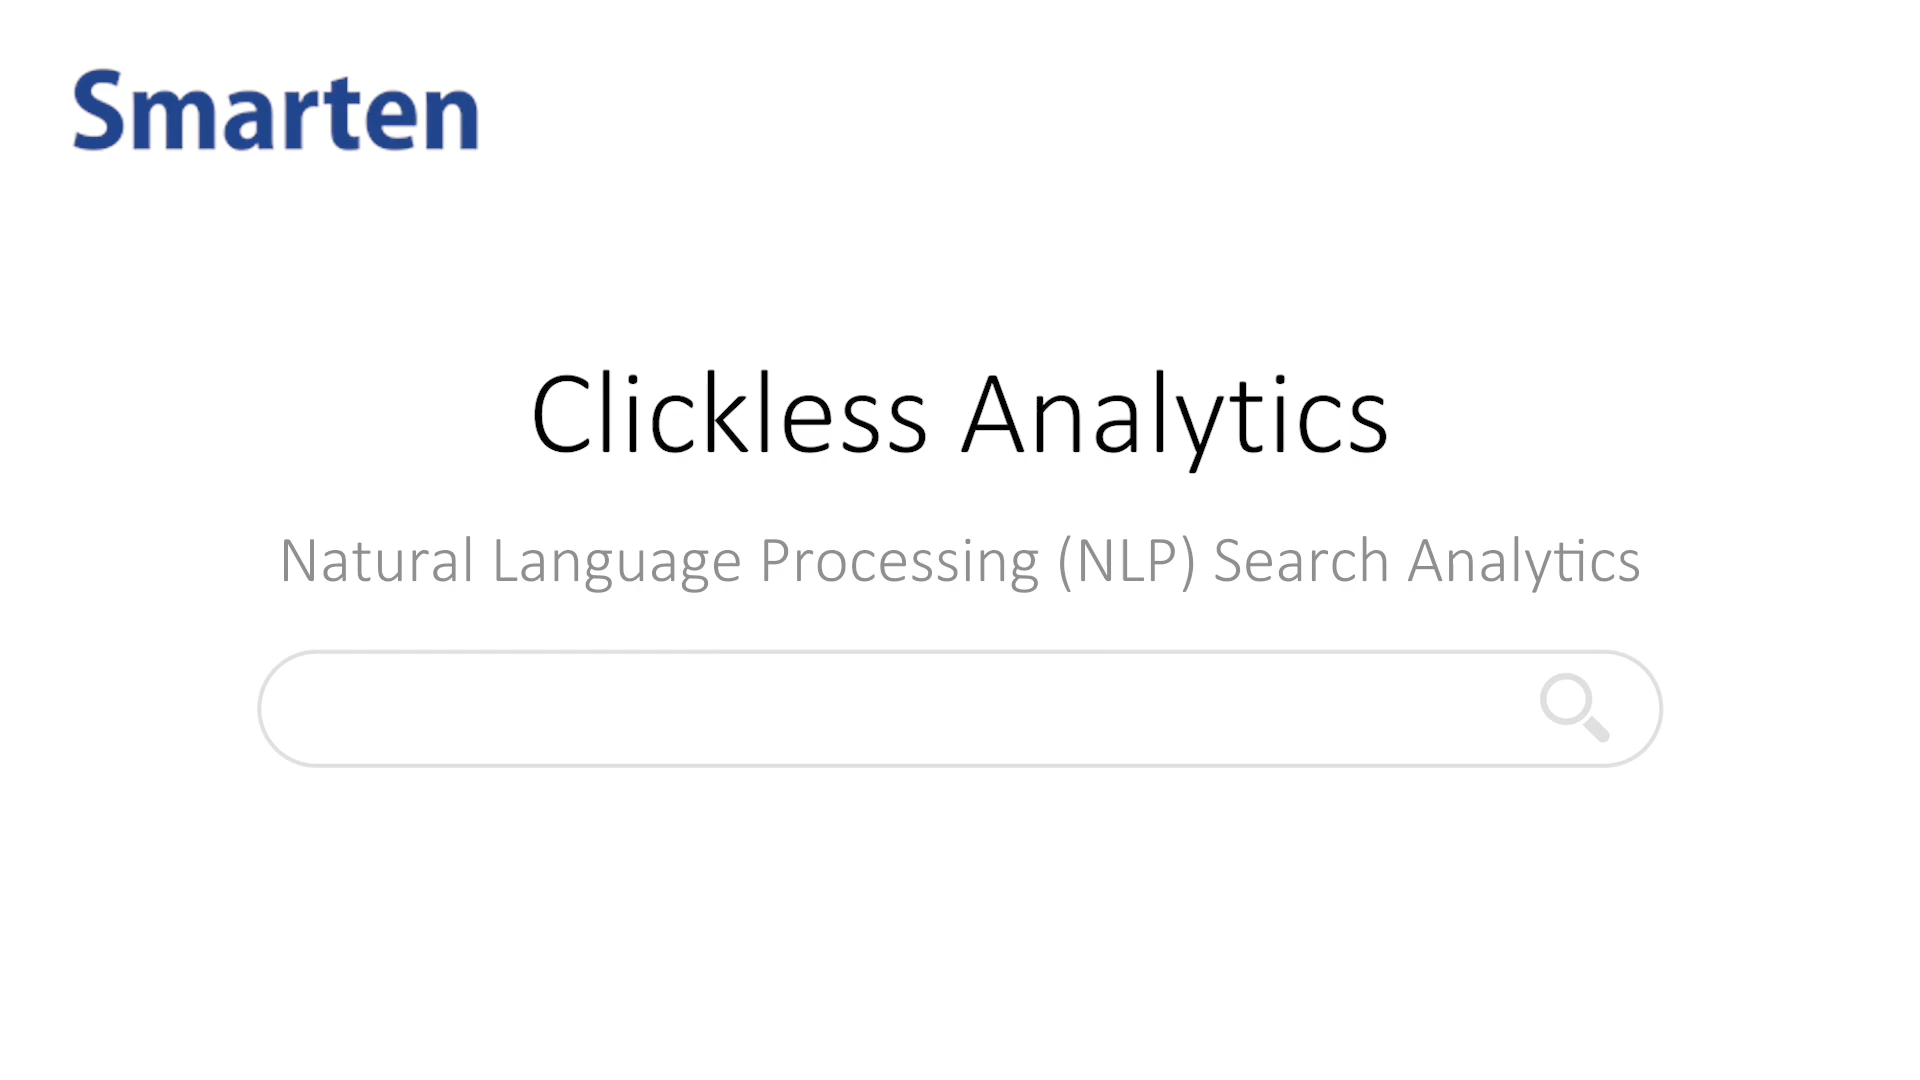 Smarten
Clickless Analytics
Natural Language Processing (NLP) Search Analytics